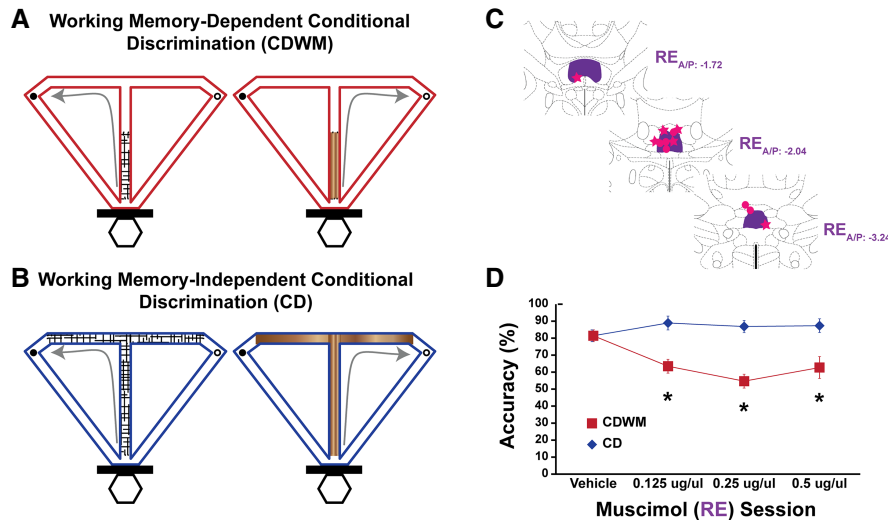 A
Working Memory-Dependent Conditional
Discrimination (CDWM)
B
Working Memory-Independent Conditional
Discrimination (CD)
C
RE A/P: -1.72
RE A/P: -2.04
RE A/P: -3.24
D
Accuracy (%)
100
90
80
70
60
50
40
30
20
10
0
* * *
CDWM
CD
Vehicle 0.125 ug/ul 0.25 ug/ul 0.5 ug/ul
Muscimol (RE) Session